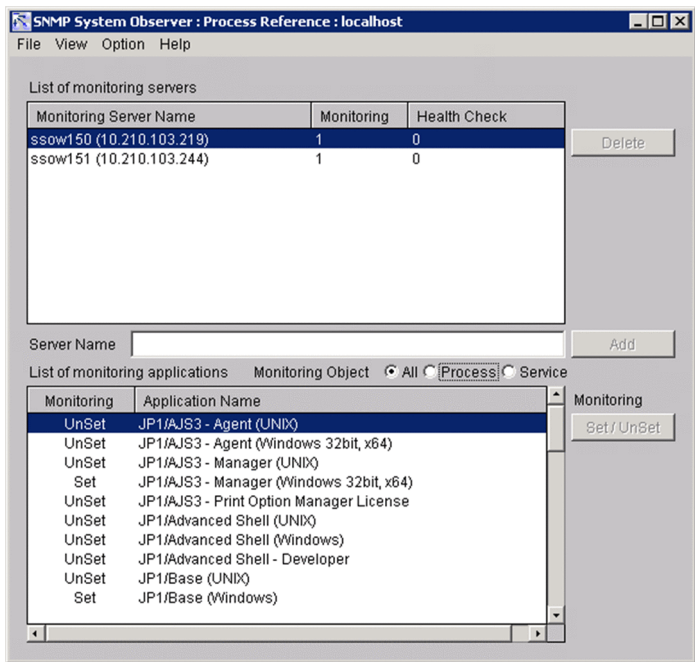 SNMP System Observer : Process Reference : localhost
File View Option Help
List of monitoring servers
Monitoring Server Name Monitoring Health Check
ssow150 (10.210.103.219) 1 0
Delete
ssow151 (10.210.103.244) 1 0
Server Name Add
List of monitoring applications Monitoring Object All Process Service
Monitoring Application Name
Monitoring
UnSet JP1/AJS3 - Agent (UNIX)
Set / UnSet
UnSet JP1/AJS3 - Agent (Windows 32bit, x64)
UnSet JP1/AJS3 - Manager (UNIX)
Set JP1/AJS3 - Manager (Windows 32bit, x64)
UnSet JP1/AJS3 - Print Option Manager License
UnSet JP1/Advanced Shell (UNIX)
UnSet JP1/Advanced Shell (Windows)
UnSet JP1/Advanced Shell - Developer
UnSet JP1/Base (UNIX)
Set JP1/Base (Windows)